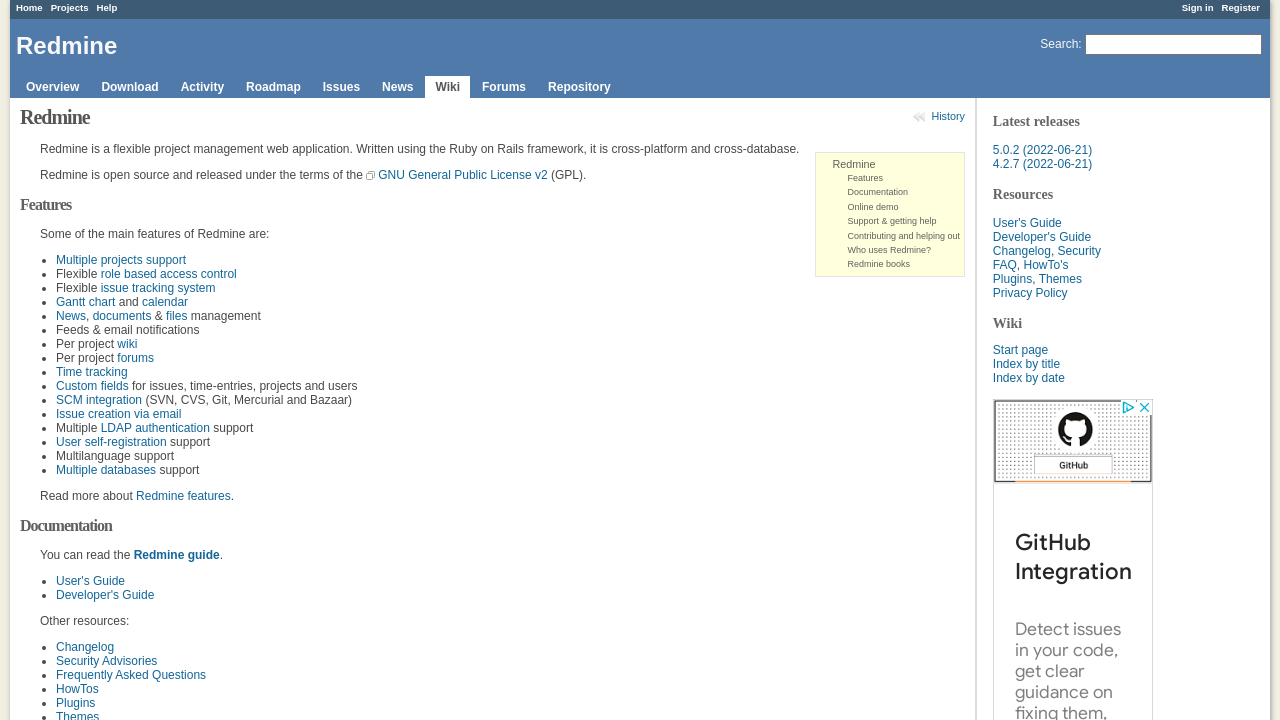 Home Projects Help
Sign in Register
Redmine
Search:
Overview Download Activity Roadmap Issues News Wiki Forums Repository
Redmine
History
Redmine is a flexible project management web application. Written using the Ruby on Rails framework, it is cross-platform and cross-database.
Redmine is open source and released under the terms of the GNU General Public License v2 (GPL).
Redmine
Features
Documentation
Online demo
Support & getting help
Contributing and helping out
Who uses Redmine?
Redmine books
Features
Some of the main features of Redmine are:
Multiple projects support
Flexible role based access control
Flexible issue tracking system
Gantt chart and calendar
News, documents & files management
Feeds & email notifications
Per project wiki
Per project forums
Time tracking
Custom fields for issues, time-entries, projects and users
SCM integration (SVN, CVS, Git, Mercurial and Bazaar)
Issue creation via email
Multiple LDAP authentication support
User self-registration support
Multilanguage support
Multiple databases support
Read more about Redmine features.
Documentation
You can read the Redmine guide.
User's Guide
Developer's Guide
Other resources:
Changelog
Security Advisories
Frequently Asked Questions
HowTos
Plugins
Themes
Latest releases
5.0.2 (2022-06-21)
4.2.7 (2022-06-21)
Resources
User's Guide
Developer's Guide
Changelog, Security
FAQ, HowTo's
Plugins, Themes
Privacy Policy
Wiki
Start page
Index by title
Index by date
GitHub
GitHub
Integration
Detect issues
in your code,
get clear
guidance on
fixing them,